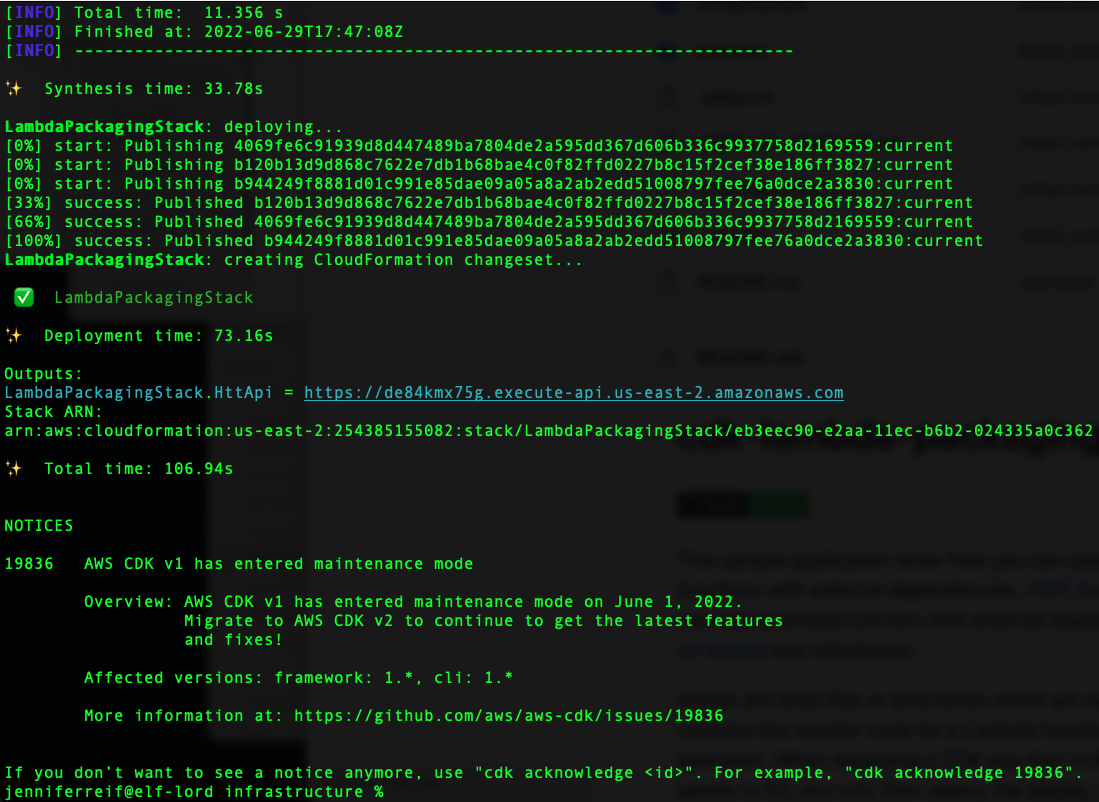 [INFO] Total time:  11.356 s
[INFO] Finished at: 2022-06-29T17:47:08Z
[INFO] ------------------------------------------------------------------------
✨  Synthesis time: 33.78s
LambdaPackagingStack: deploying...
[0%] start: Publishing 4069fe6c91939d8d447489ba7804de2a595dd367d606b336c9937758d2169559:current
[0%] start: Publishing b120b13d9d868c7622e7db1b68bae4c0f82ffd0227b8c15f2cef38e186ff3827:current
[0%] start: Publishing b944249f8881d01c991e85dae09a05a8a2ab2edd51008797fee76a0dce2a3830:current
[33%] success: Published b120b13d9d868c7622e7db1b68bae4c0f82ffd0227b8c15f2cef38e186ff3827:current
[66%] success: Published 4069fe6c91939d8d447489ba7804de2a595dd367d606b336c9937758d2169559:current
[100%] success: Published b944249f8881d01c991e85dae09a05a8a2ab2edd51008797fee76a0dce2a3830:current
LambdaPackagingStack: creating CloudFormation changeset...
✅  LambdaPackagingStack
✨  Deployment time: 73.16s
Outputs:
LambdaPackagingStack.HttApi = https://de84kmx75g.execute-api.us-east-2.amazonaws.com
Stack ARN:
arn:aws:cloudformation:us-east-2:254385155082:stack/LambdaPackagingStack/eb3eec90-e2aa-11ec-b6b2-024335a0c362
✨  Total time: 106.94s
NOTICES
19836   AWS CDK v1 has entered maintenance mode
Overview: AWS CDK v1 has entered maintenance mode on June 1, 2022.
Migrate to AWS CDK v2 to continue to get the latest features
and fixes!
Affected versions: framework: 1.*, cli: 1.*
More information at: https://github.com/aws/aws-cdk/issues/19836
If you don't want to see a notice anymore, use "cdk acknowledge <id>". For example, "cdk acknowledge 19836".
jenniferreif@elf-lord infrastructure %